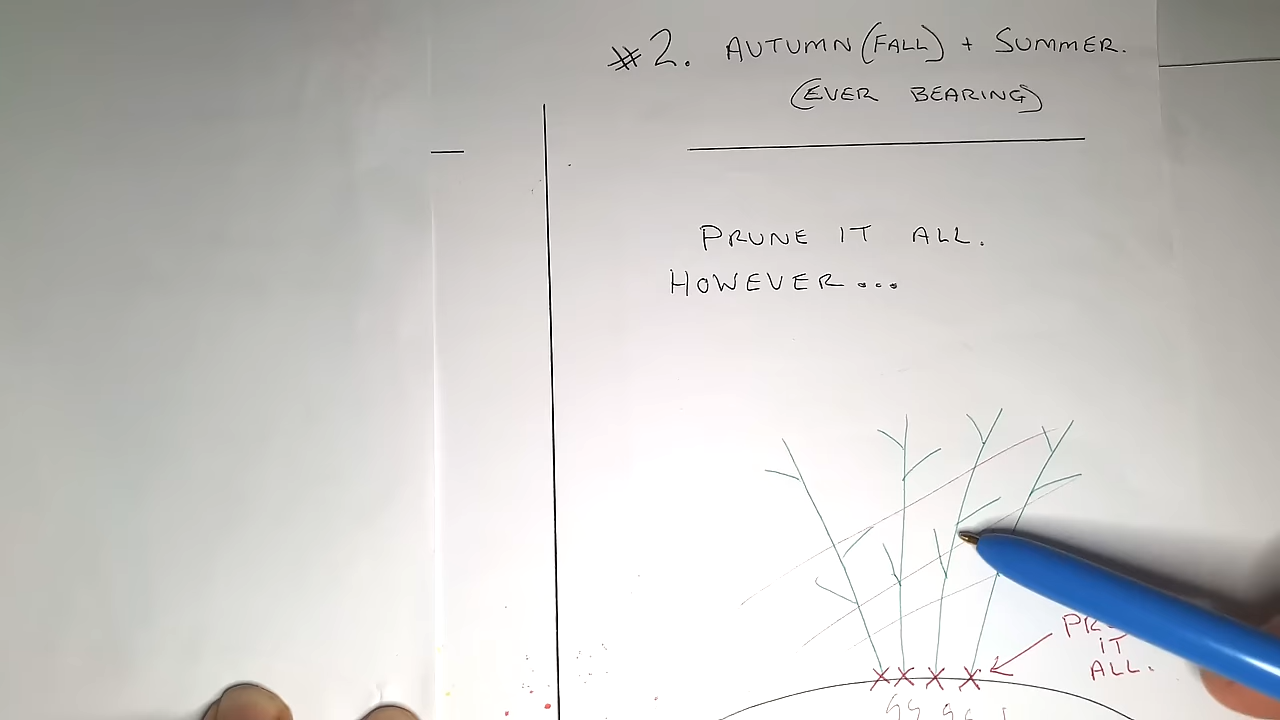 #2. AUTUMN (FALL) + SUMMER.
(EVER BEARING)
PRUNE IT ALL.
HOWEVER...
IT
ALL.